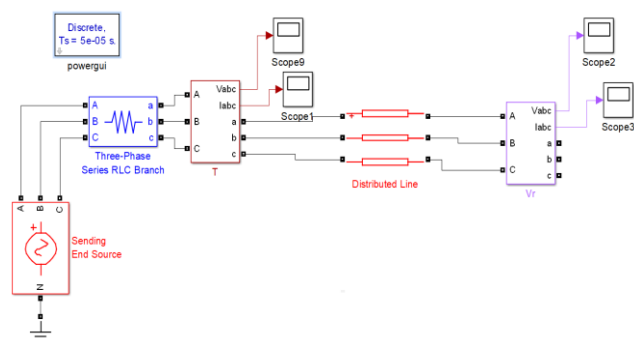 Discrete,
Ts = 5e-05 s.
powergui
Scope9
Scope2
Vabc
Iabc
A
a
B
b
C
c
A
B
C
a
b
c
Scope1
Three-Phase
Series RLC Branch
T
+
Distributed Line
A
B
C
Vabc
Iabc
a
b
c
Scope3
Vr
A
B
C
+
N
Sending
End Source